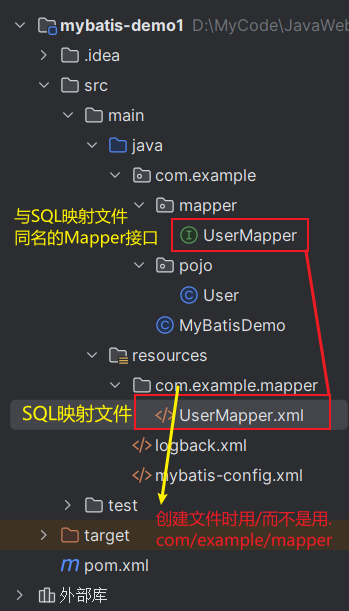 mybatis-demo1 D:\MyCode\JavaWeb
.idea
src
main
java
com.example
mapper
与SQL映射文件
同名的Mapper接口
UserMapper
pojo
User
MyBatisDemo
resources
com.example.mapper
SQL映射文件
UserMapper.xml
logback.xml
mybatis-config.xml
test
创建文件时用/而不是用.
com/example/mapper
target
pom.xml
外部库